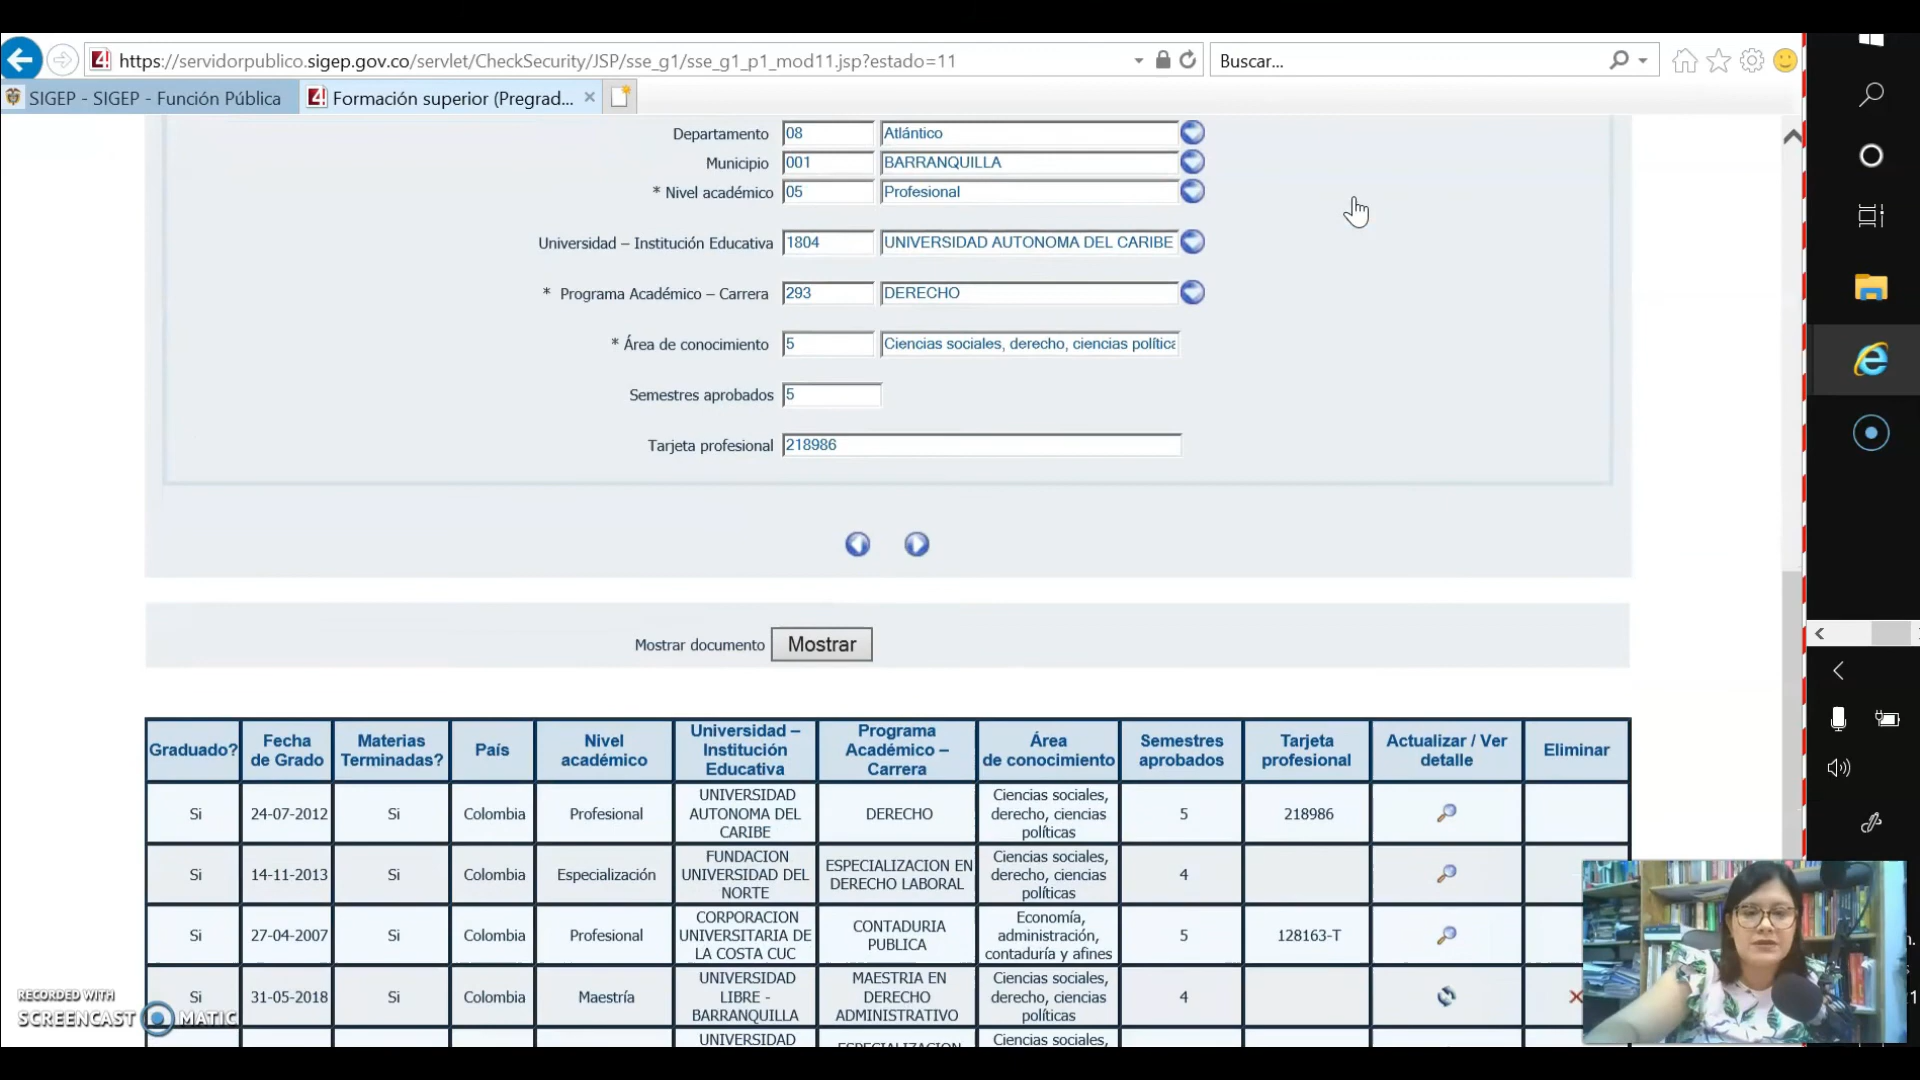 https://servidorpublico.sigep.gov.co/servlet/CheckSecurity/JSP/sse_g1/sse_g1_p1_mod11.jsp?estado=11
Buscar...
SIGEP - SIGEP - Función Pública
Formación superior (Pregrad...
Departamento 08 Atlántico
Municipio 001 BARRANQUILLA
* Nivel académico 05 Profesional
Universidad – Institución Educativa 1804 UNIVERSIDAD AUTONOMA DEL CARIBE
* Programa Académico – Carrera 293 DERECHO
* Área de conocimiento 5 Ciencias sociales, derecho, ciencias política
Semestres aprobados 5
Tarjeta profesional 218986
Mostrar documento Mostrar
Graduado?
Fecha
de Grado
Materias
Terminadas?
País
Nivel
académico
Universidad –
Institución
Educativa
Programa
Académico –
Carrera
Área
de conocimiento
Semestres
aprobados
Tarjeta
profesional
Actualizar / Ver
detalle
Eliminar
Si
24-07-2012
Si
Colombia
Profesional
UNIVERSIDAD
AUTONOMA DEL
CARIBE
DERECHO
Ciencias sociales,
derecho, ciencias
políticas
5
218986
Si
14-11-2013
Si
Colombia
Especialización
FUNDACION
UNIVERSIDAD DEL
NORTE
ESPECIALIZACION EN
DERECHO LABORAL
Ciencias sociales,
derecho, ciencias
políticas
4
Si
27-04-2007
Si
Colombia
Profesional
CORPORACION
UNIVERSITARIA DE
LA COSTA CUC
CONTADURIA
PUBLICA
Economía,
administración,
contaduría y afines
5
128163-T
Si
31-05-2018
Si
Colombia
Maestría
UNIVERSIDAD
LIBRE -
BARRANQUILLA
MAESTRIA EN
DERECHO
ADMINISTRATIVO
Ciencias sociales,
derecho, ciencias
políticas
4
UNIVERSIDAD
ESPECIALIZACION
Ciencias sociales,
RECORDED WITH
SCREENCAST MATIC